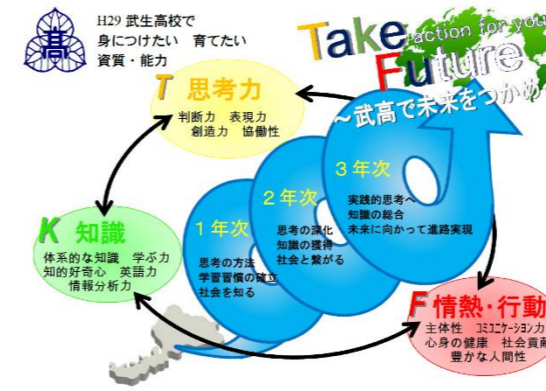 高
H29 武生高校で
身につけたい 育てたい
資質・能力
Take action for your
Future
～武高で未来をつかめ
T 思考力
判断力 表現力
創造力 協働性
K 知識
体系的な知識 学ぶ力
知的好奇心 英語力
情報分析力
1年次
思考の方法
学習習慣の確立
社会を知る
2年次
思考の深化
知識の獲得
社会と繋がる
3年次
実践的思考へ
知識の総合
未来に向かって進路実現
F 情熱・行動
主体性 コミュニケーション力
心身の健康 社会貢献
豊かな人間性